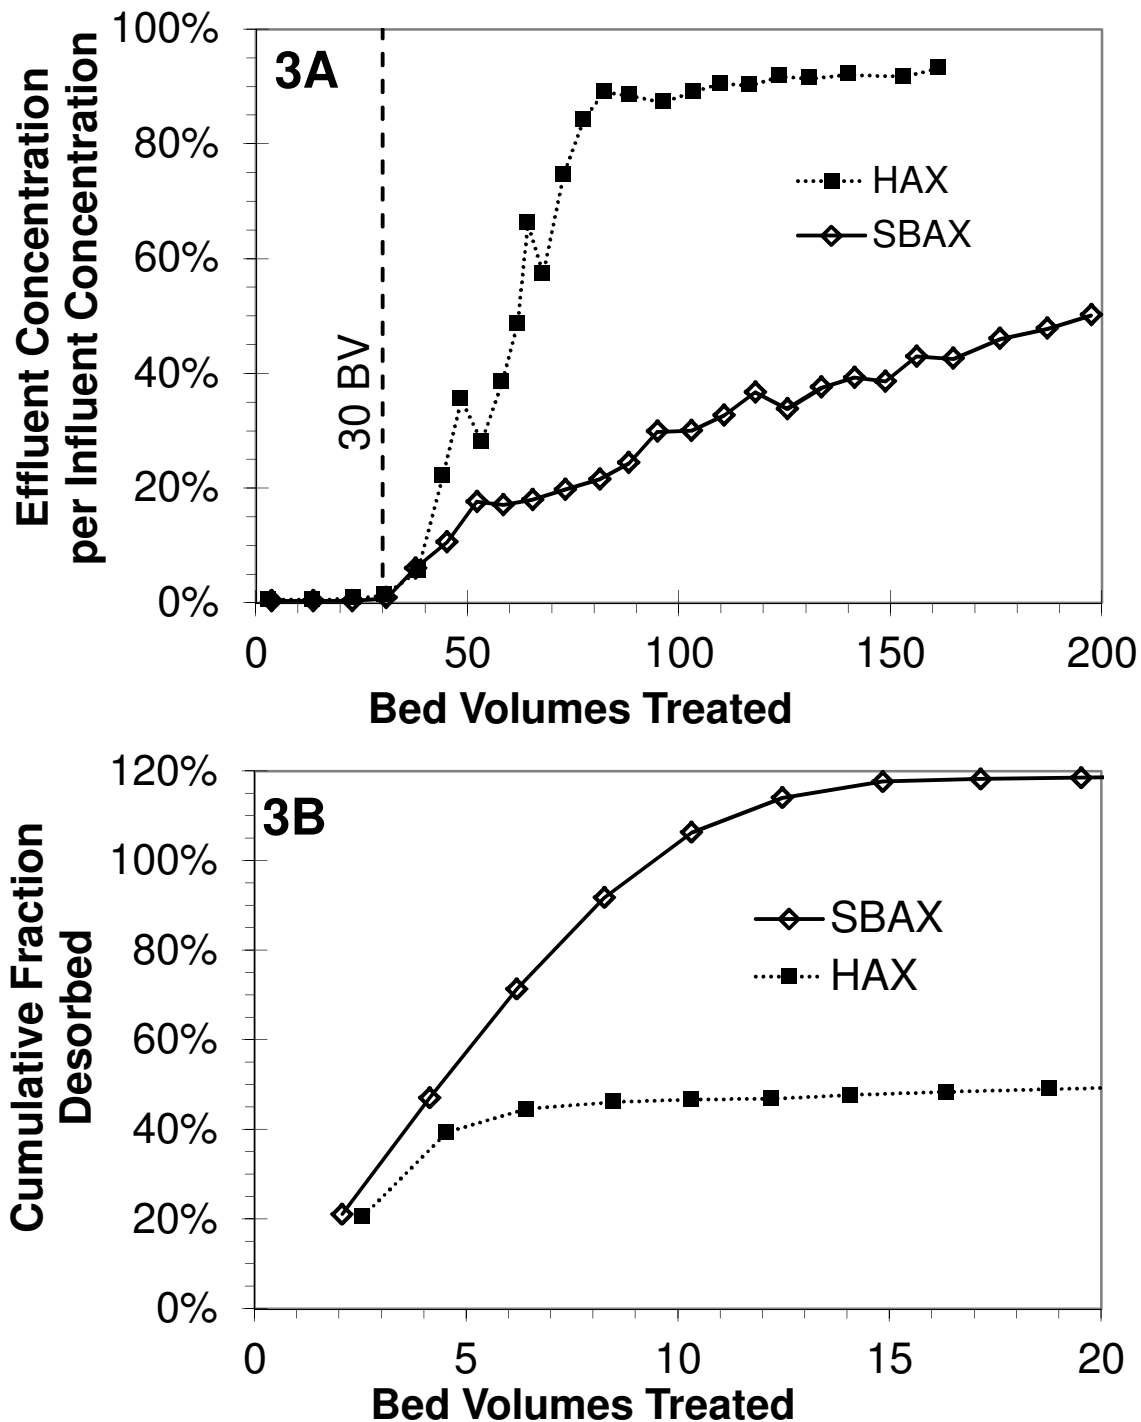 Effluent Concentration
per Influent Concentration
100%
80%
60%
40%
20%
0%
3A
30 BV
HAX
SBAX
0 50 100 150 200
Bed Volumes Treated
Cumulative Fraction
Desorbed
120%
100%
80%
60%
40%
20%
0%
3B
SBAX
HAX
0 5 10 15 20
Bed Volumes Treated